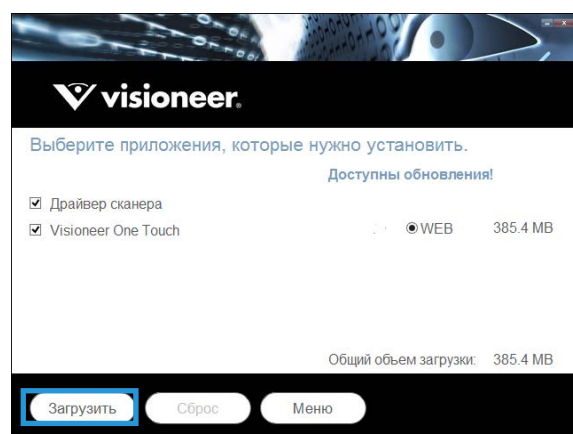 visioneer®
Выберите приложения, которые нужно установить.
Доступны обновления!
Драйвер сканера
Visioneer One Touch WEB 385.4 MB
Общий объем загрузки: 385.4 MB
Загрузить Сброс Меню